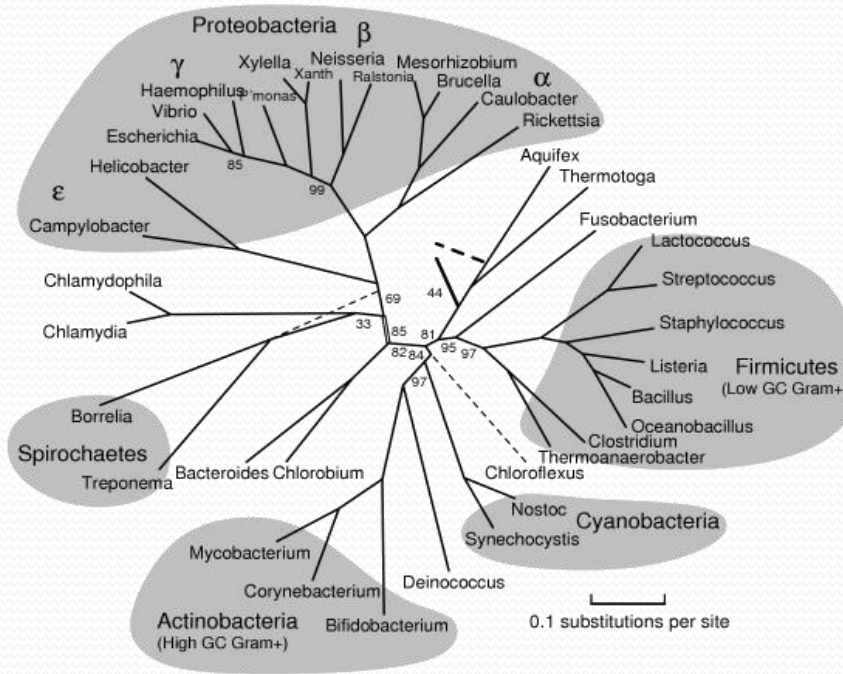 Proteobacteria
β
γ
Xylella
Neisseria
Mesorhizobium
Xanth
Ralstonia
Brucella
α
Haemophilus
P'monas
Caulobacter
Vibrio
Rickettsia
Escherichia
85
Aquifex
Helicobacter
99
Thermotoga
ε
Campylobacter
Fusobacterium
Lactococcus
Chlamydophila
44
Streptococcus
69
Chlamydia
33
85
81
Staphylococcus
82
84
95
97
Listeria
Firmicutes
(Low GC Gram+
97
Bacillus
Borrelia
Oceanobacillus
Clostridium
Spirochaetes
Thermoanaerobacter
Treponema
Bacteroides
Chlorobium
Chloroflexus
Nostoc
Cyanobacteria
Synechocystis
Mycobacterium
Deinococcus
Corynebacterium
Actinobacteria
(High GC Gram+)
Bifidobacterium
0.1 substitutions per site